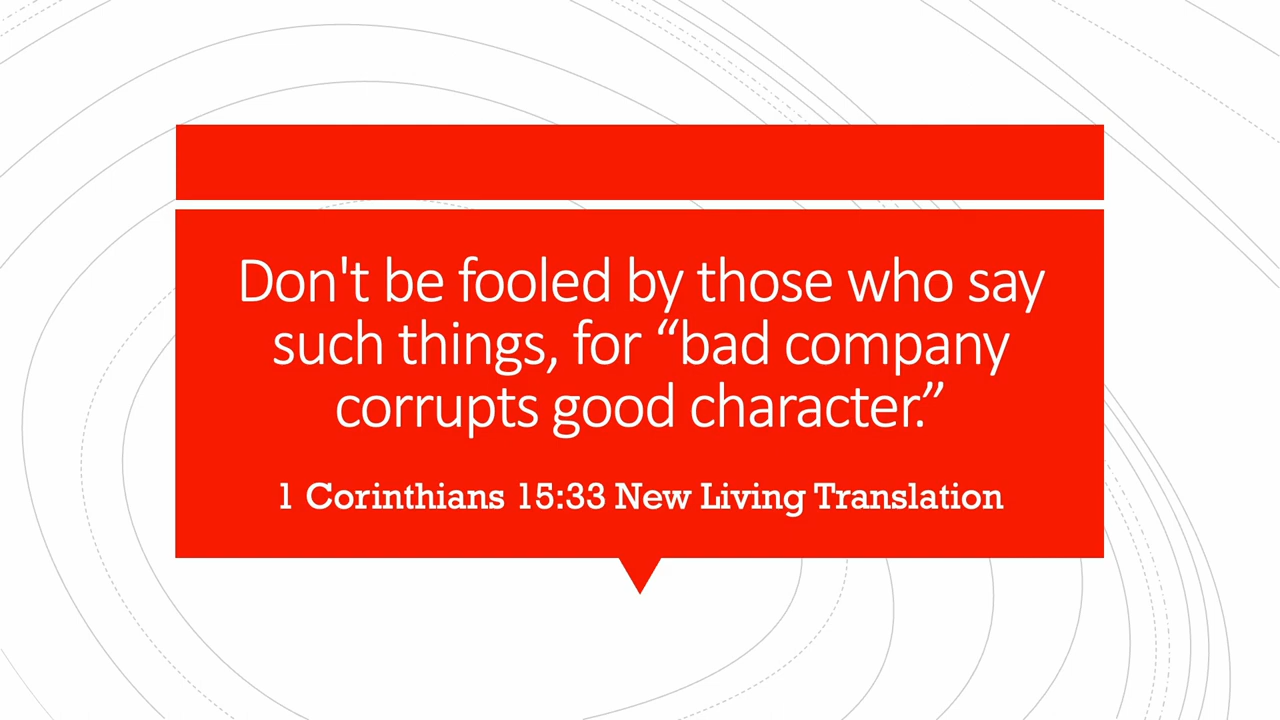 Don't be fooled by those who say
such things, for “bad company
corrupts good character.”
1 Corinthians 15:33 New Living Translation